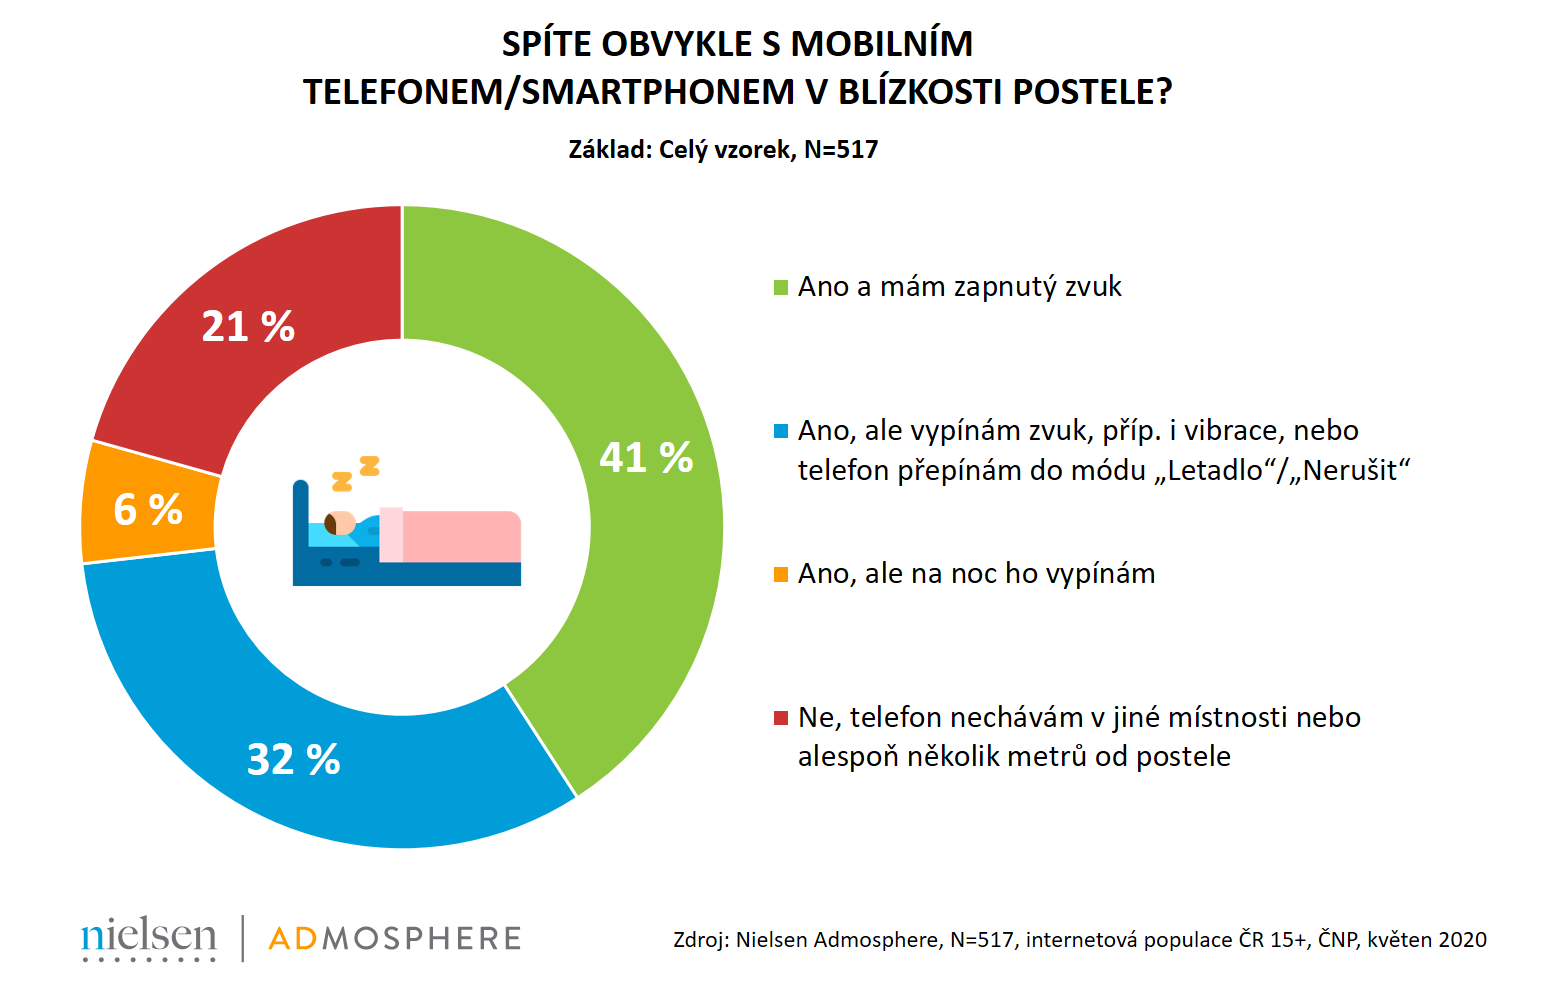 SPÍTE OBVYKLE S MOBILNÍM
TELEFONEM/SMARTPHONEM V BLÍZKOSTI POSTELE?
Základ: Celý vzorek, N=517
21 %
41 %
6 %
32 %
Ano a mám zapnutý zvuk
Ano, ale vypínám zvuk, příp. i vibrace, nebo
telefon přepínám do módu „Letadlo“/„Nerušit“
Ano, ale na noc ho vypínám
Ne, telefon nechávám v jiné místnosti nebo
alespoň několik metrů od postele
nielsen | ADMOSPHERE
Zdroj: Nielsen Admosphere, N=517, internetová populace ČR 15+, ČNP, květen 2020